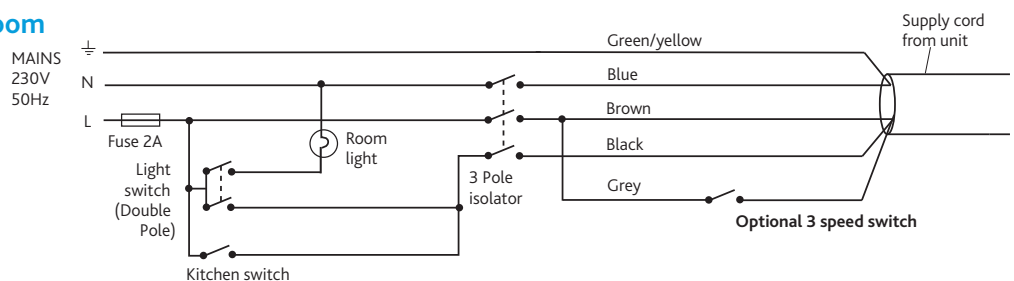 oom
MAINS
230V
50Hz
N
L
Fuse 2A
Light
switch
(Double
Pole)
Room
light
Kitchen switch
3 Pole
isolator
Green/yellow
Blue
Brown
Black
Grey
Optional 3 speed switch
Supply cord
from unit